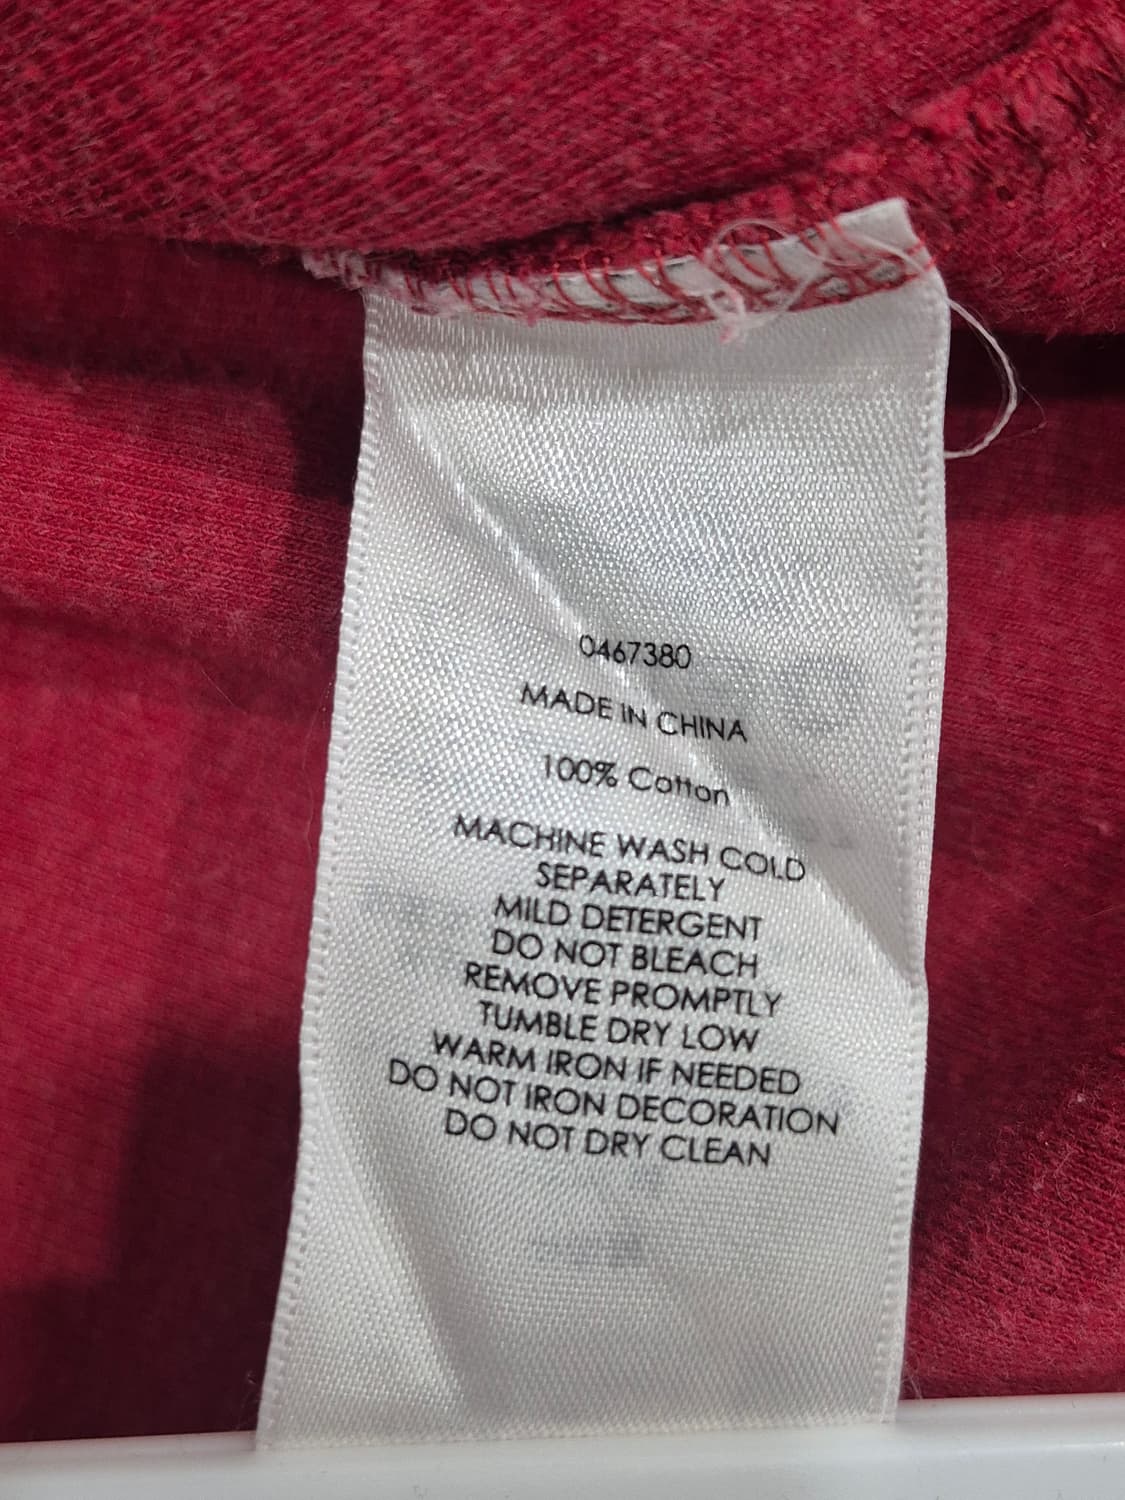 0467380
MADE IN CHINA
100% Cotton
MACHINE WASH COLD
SEPARATELY
MILD DETERGENT
DO NOT BLEACH
REMOVE PROMPTLY
TUMBLE DRY LOW
WARM IRON IF NEEDED
DO NOT IRON DECORATION
DO NOT DRY CLEAN